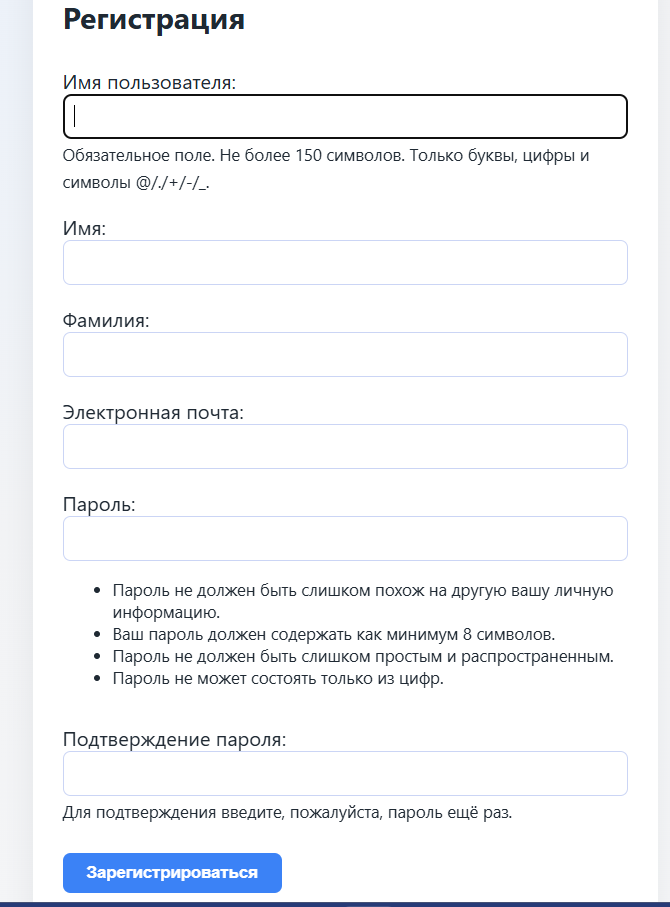 Регистрация
Имя пользователя:
Обязательное поле. Не более 150 символов. Только буквы, цифры и
символы @/./+/-/_.
Имя:
Фамилия:
Электронная почта:
Пароль:
• Пароль не должен быть слишком похож на другую вашу личную
информацию.
• Ваш пароль должен содержать как минимум 8 символов.
• Пароль не должен быть слишком простым и распространенным.
• Пароль не может состоять только из цифр.
Подтверждение пароля:
Для подтверждения введите, пожалуйста, пароль ещё раз.
Зарегистрироваться